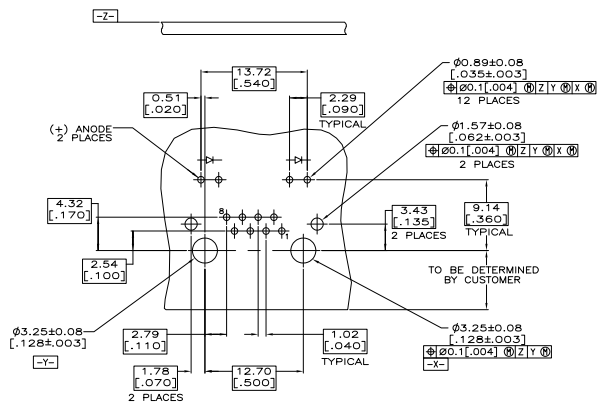 -Z-
13.72
[.540]
0.51
[.020]
2.29
[.090]
TYPICAL
Ø0.89±0.08
[.035±.003]
⌖ Ø0.1[.004] Ⓜ Z Y Ⓜ X Ⓜ
12 PLACES
(+) ANODE
2 PLACES
Ø1.57±0.08
[.062±.003]
⌖ Ø0.1[.004] Ⓜ Z Y Ⓜ X Ⓜ
2 PLACES
4.32
[.170]
8
1
3.43
[.135]
2 PLACES
9.14
[.360]
TYPICAL
2.54
[.100]
TO BE DETERMINED
BY CUSTOMER
Ø3.25±0.08
[.128±.003]
-Y-
2.79
[.110]
1.02
[.040]
TYPICAL
Ø3.25±0.08
[.128±.003]
⌖ Ø0.1[.004] Ⓜ Z Y Ⓜ
-X-
1.78
[.070]
2 PLACES
12.70
[.500]